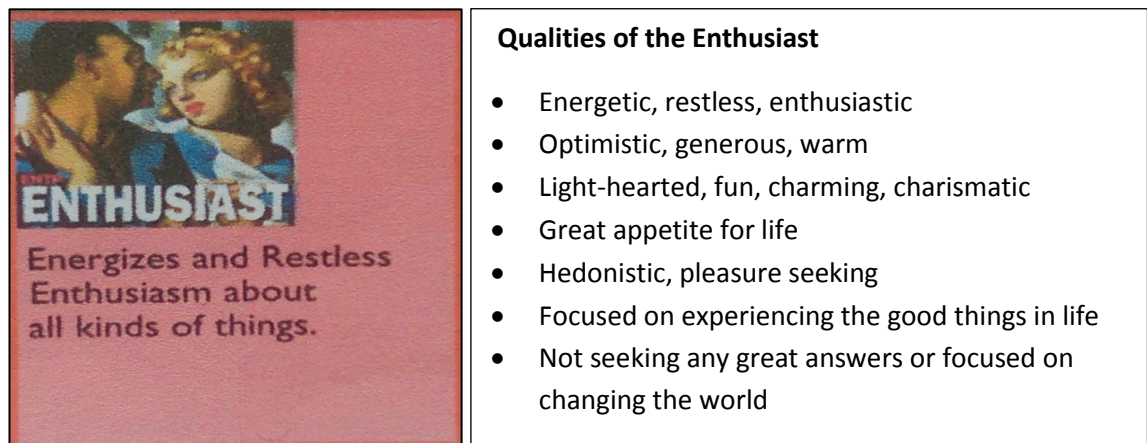 ENTP
ENTHUSIAST
Energizes and Restless
Enthusiasm about
all kinds of things.
Qualities of the Enthusiast
• Energetic, restless, enthusiastic
• Optimistic, generous, warm
• Light-hearted, fun, charming, charismatic
• Great appetite for life
• Hedonistic, pleasure seeking
• Focused on experiencing the good things in life
• Not seeking any great answers or focused on
changing the world